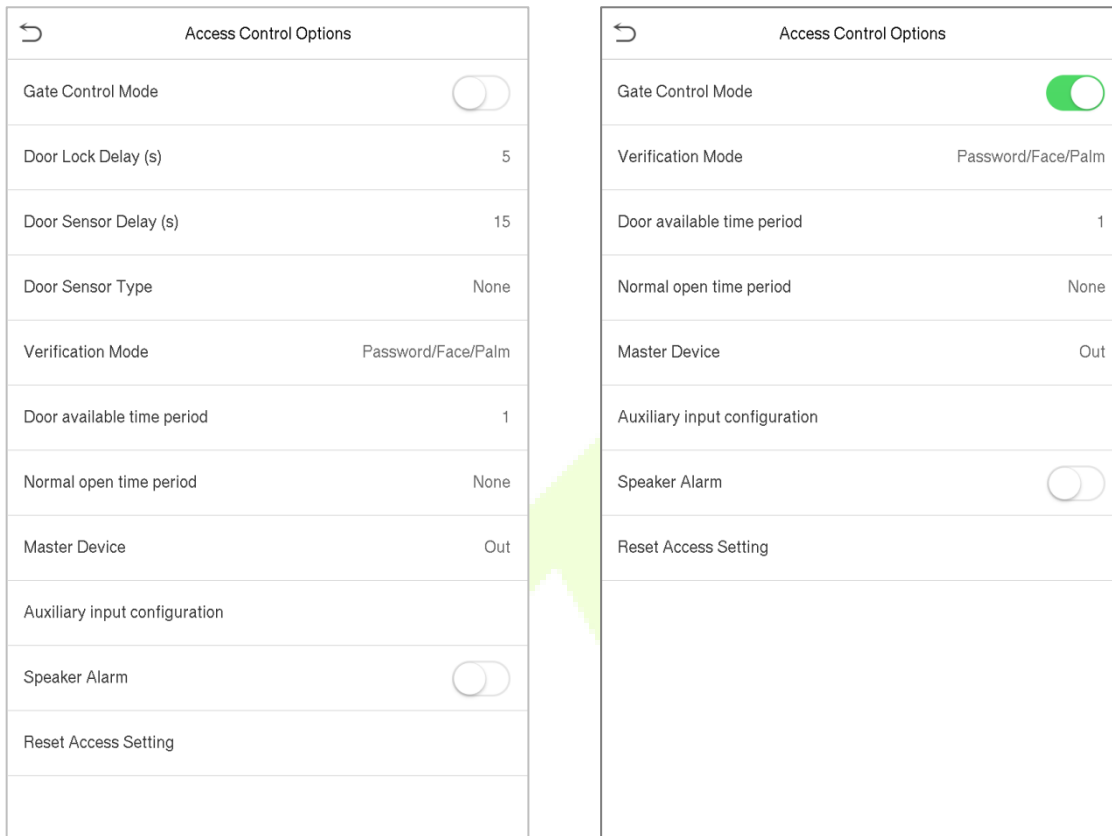 Access Control Options
Gate Control Mode
Door Lock Delay (s) 5
Door Sensor Delay (s) 15
Door Sensor Type None
Verification Mode Password/Face/Palm
Door available time period 1
Normal open time period None
Master Device Out
Auxiliary input configuration
Speaker Alarm
Reset Access Setting
Access Control Options
Gate Control Mode
Verification Mode Password/Face/Palm
Door available time period 1
Normal open time period None
Master Device Out
Auxiliary input configuration
Speaker Alarm
Reset Access Setting